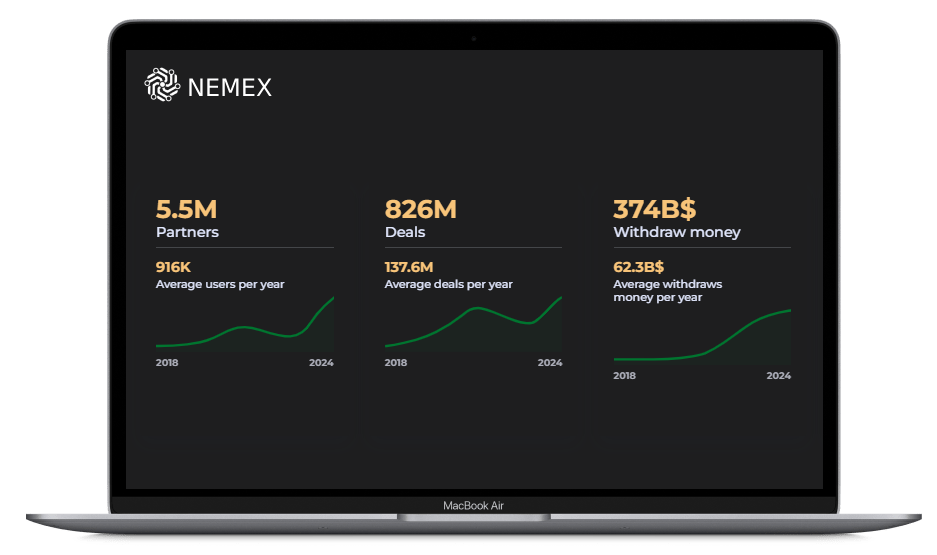 NEMEX
5.5M
Partners
916K
Average users per year
2018 2024
826M
Deals
137.6M
Average deals per year
2018 2024
374B$
Withdraw money
62.3B$
Average withdraws
money per year
2018 2024
MacBook Air